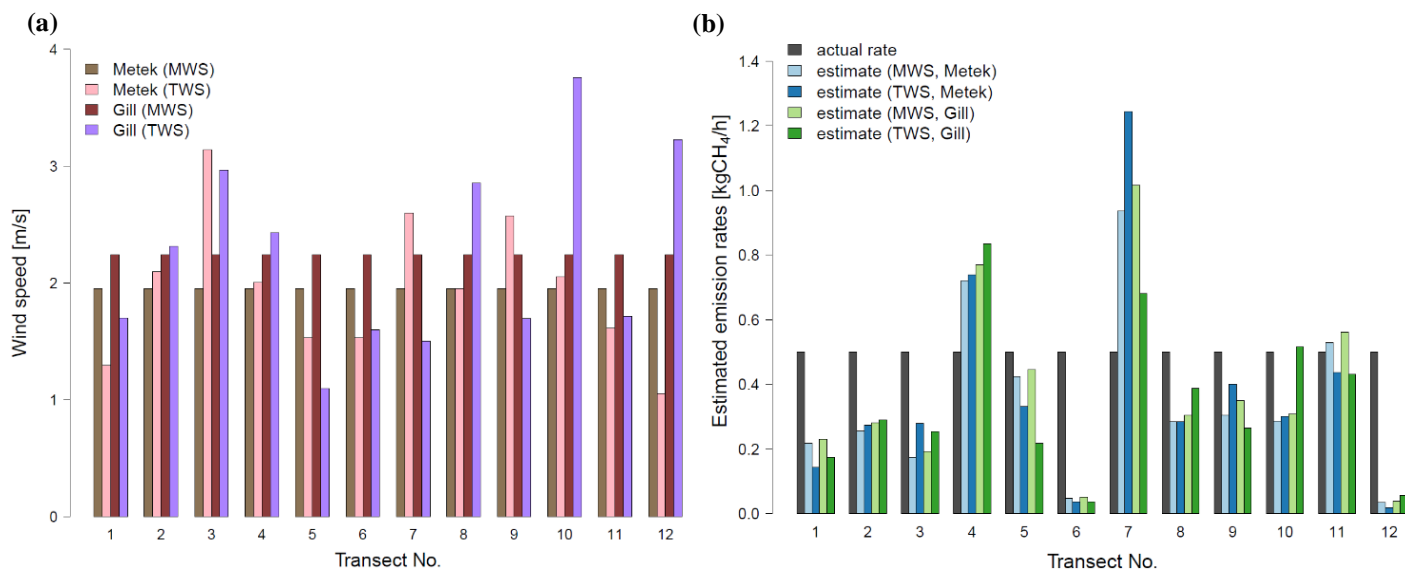 (a)
4
3
2
1
0
Wind speed [m/s]
Metek (MWS)
Metek (TWS)
Gill (MWS)
Gill (TWS)
1 2 3 4 5 6 7 8 9 10 11 12
Transect No.
(b)
1.4
1.2
1.0
0.8
0.6
0.4
0.2
0.0
Estimated emission rates [kgCH₄/h]
actual rate
estimate (MWS, Metek)
estimate (TWS, Metek)
estimate (MWS, Gill)
estimate (TWS, Gill)
1 2 3 4 5 6 7 8 9 10 11 12
Transect No.